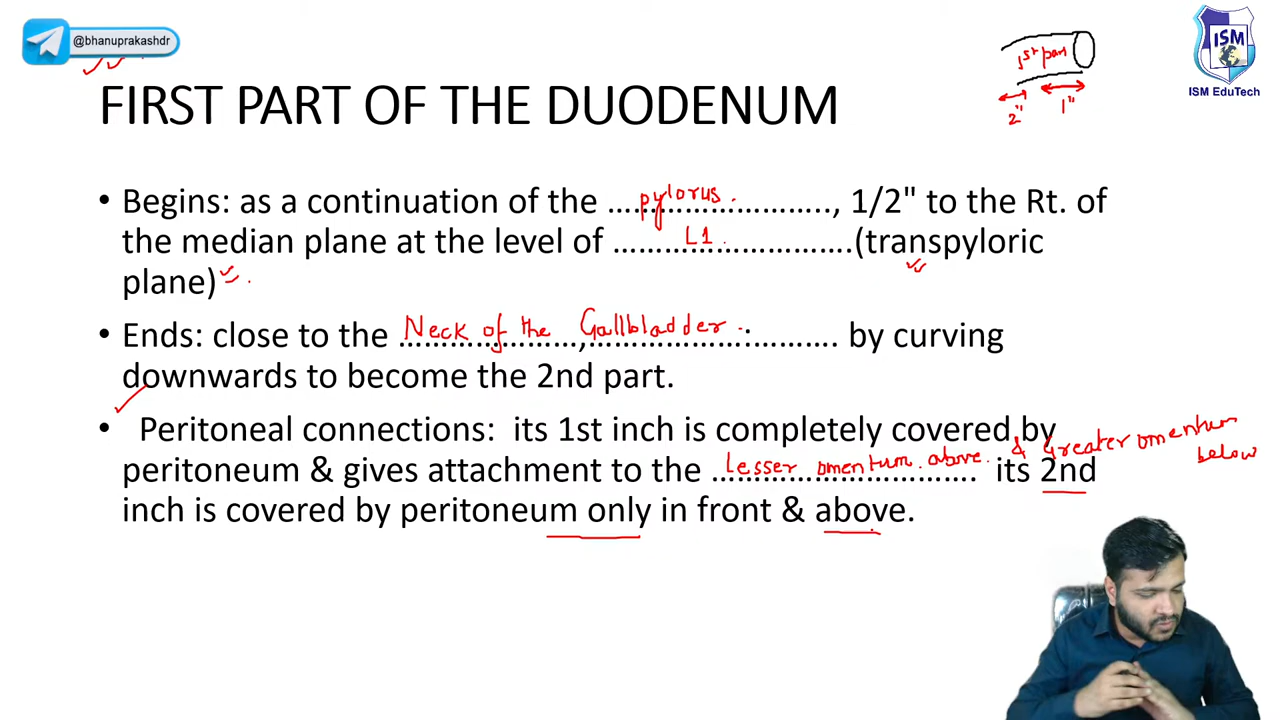 @bhanuprakashdr
1st part
2"
1"
ISM
ISM EduTech
FIRST PART OF THE DUODENUM
• Begins: as a continuation of the ...pylorus..., 1/2" to the Rt. of
the median plane at the level of ...L1...(transpyloric
plane)
• Ends: close to the ...Neck of the Gallbladder... by curving
downwards to become the 2nd part.
• Peritoneal connections: its 1st inch is completely covered by
& Greater omentum below
peritoneum & gives attachment to the ...lesser omentum above... its 2nd
inch is covered by peritoneum only in front & above.